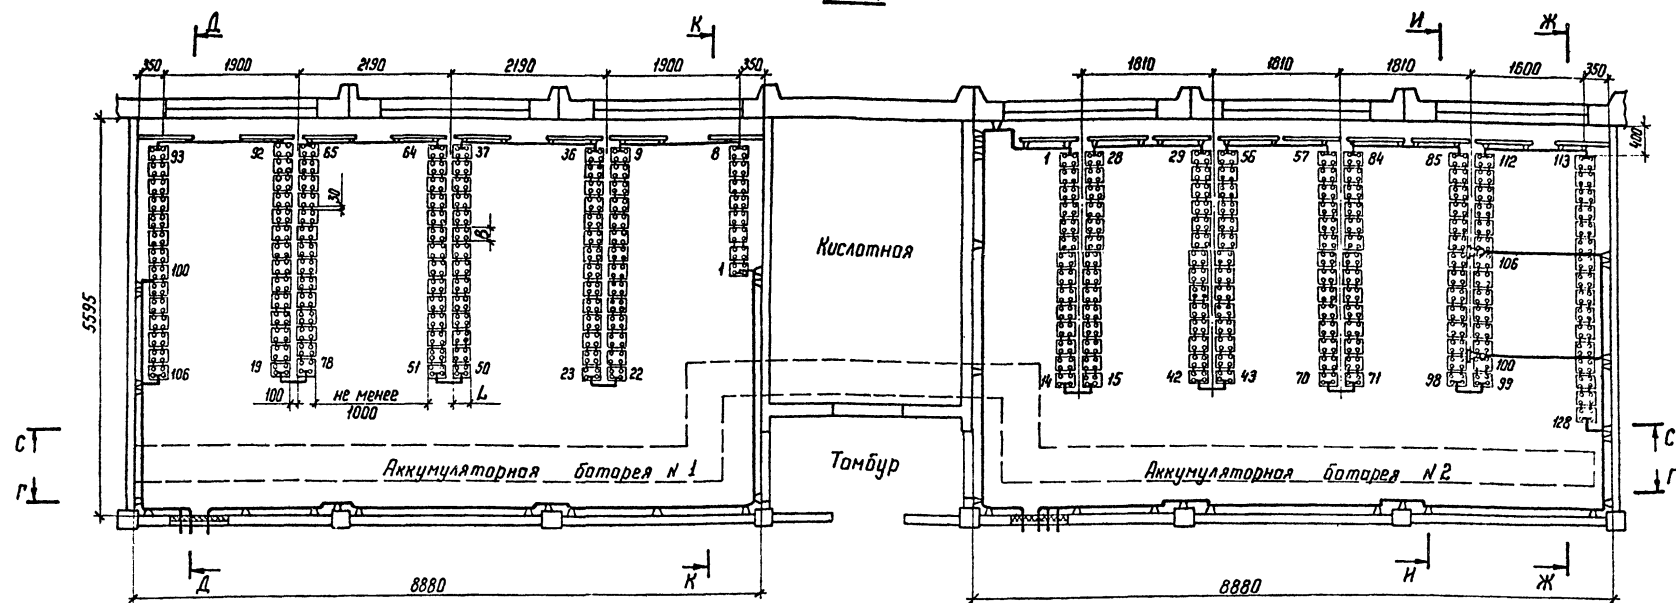 Д К И Ж
350 1900 2190 2190 1900 350 1810 1810 1810 1600 350
400
93 92 65 64 37 36 9 8 1 28 29 56 57 84 85 112 113
30
В
Кислотная
100 1 106
5595
106 19 78 51 50 23 22 14 15 42 43 70 71 98 99 100
100 не менее L
1000
128
С С
Аккумуляторная батарея N 1 Тамбур Аккумуляторная батарея N 2
Г Г
Д К И Ж
8880 8880